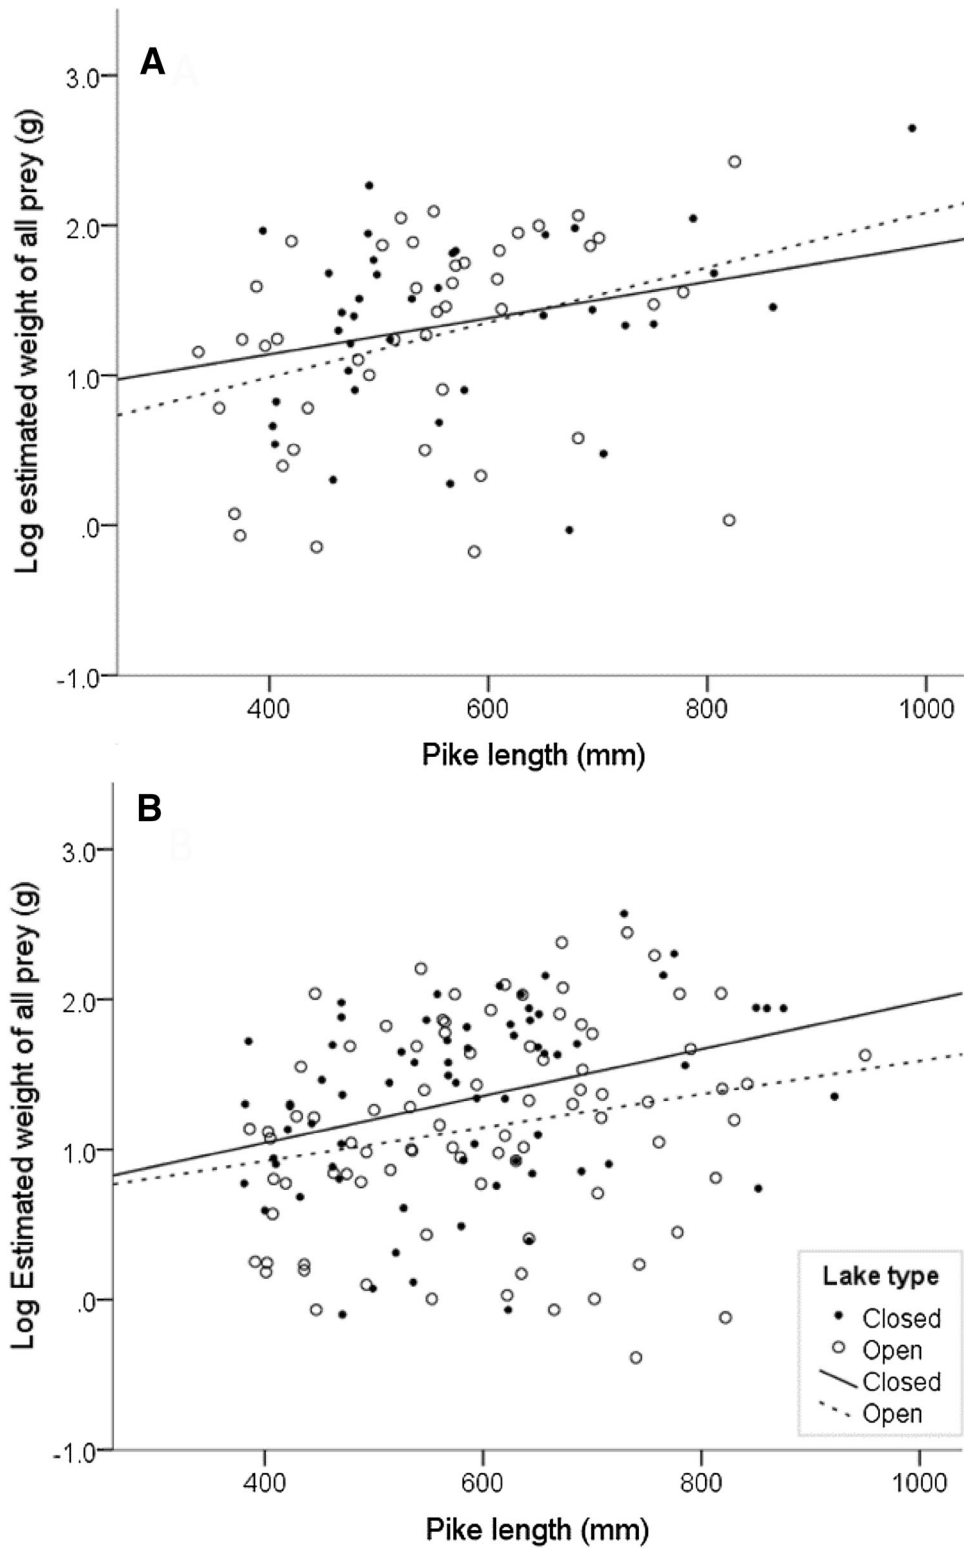 A
3.0
2.0
1.0
.0
-1.0
Log estimated weight of all prey (g)
400 600 800 1000
Pike length (mm)
B
3.0
2.0
1.0
.0
-1.0
Log Estimated weight of all prey (g)
Lake type
Closed
Open
Closed
Open
400 600 800 1000
Pike length (mm)